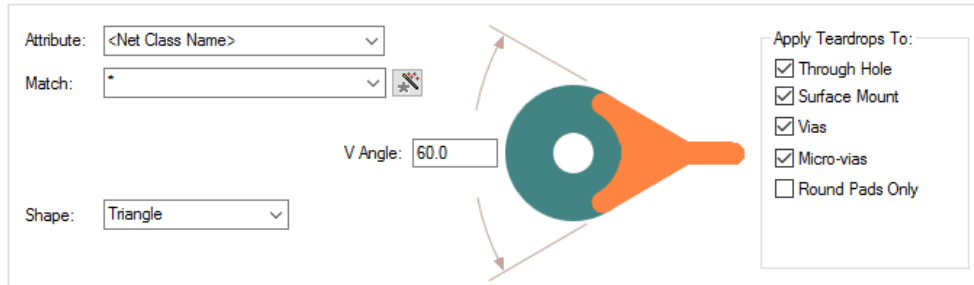 Attribute: <Net Class Name>
Match: *
V Angle: 60.0
Shape: Triangle
Apply Teardrops To:
Through Hole
Surface Mount
Vias
Micro-vias
Round Pads Only